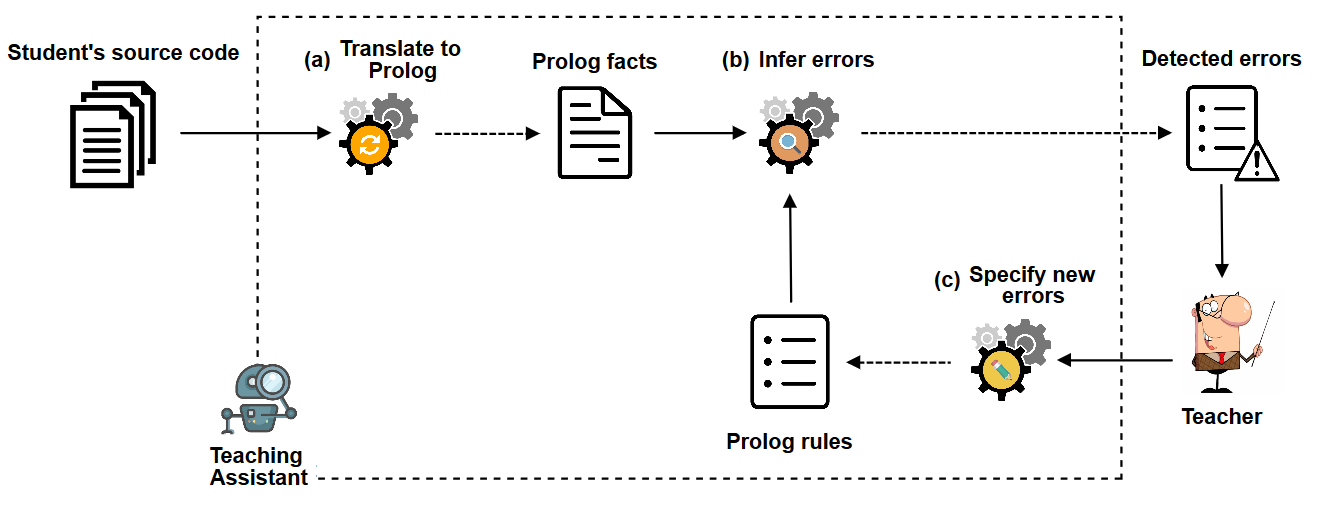 Student's source code
(a) Translate to
Prolog
Prolog facts
(b) Infer errors
Detected errors
(c) Specify new
errors
Prolog rules
Teacher
Teaching
Assistant